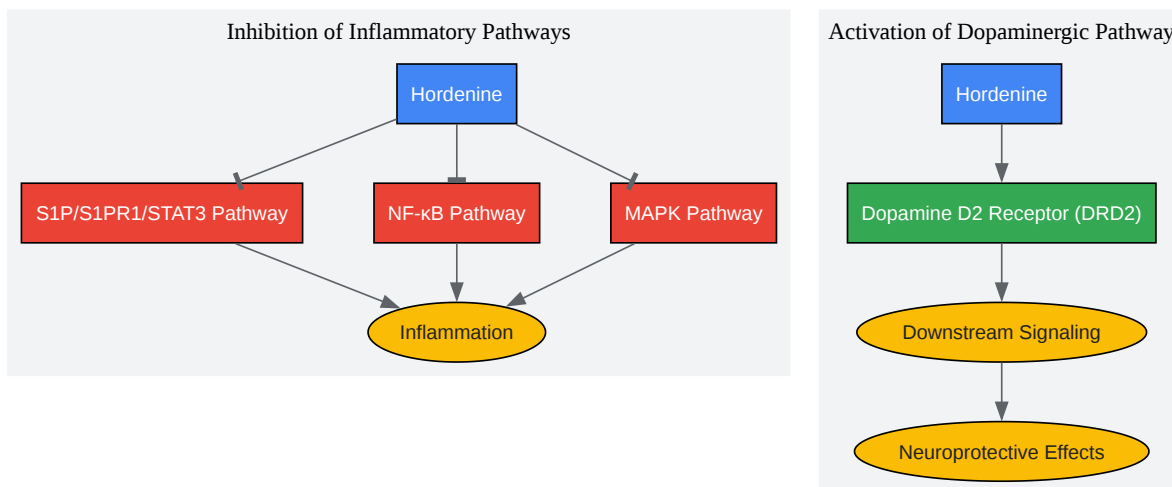 Inhibition of Inflammatory Pathways
Hordenine
S1P/S1PR1/STAT3 Pathway
NF-κB Pathway
MAPK Pathway
Inflammation
Activation of Dopaminergic Pathway
Hordenine
Dopamine D2 Receptor (DRD2)
Downstream Signaling
Neuroprotective Effects